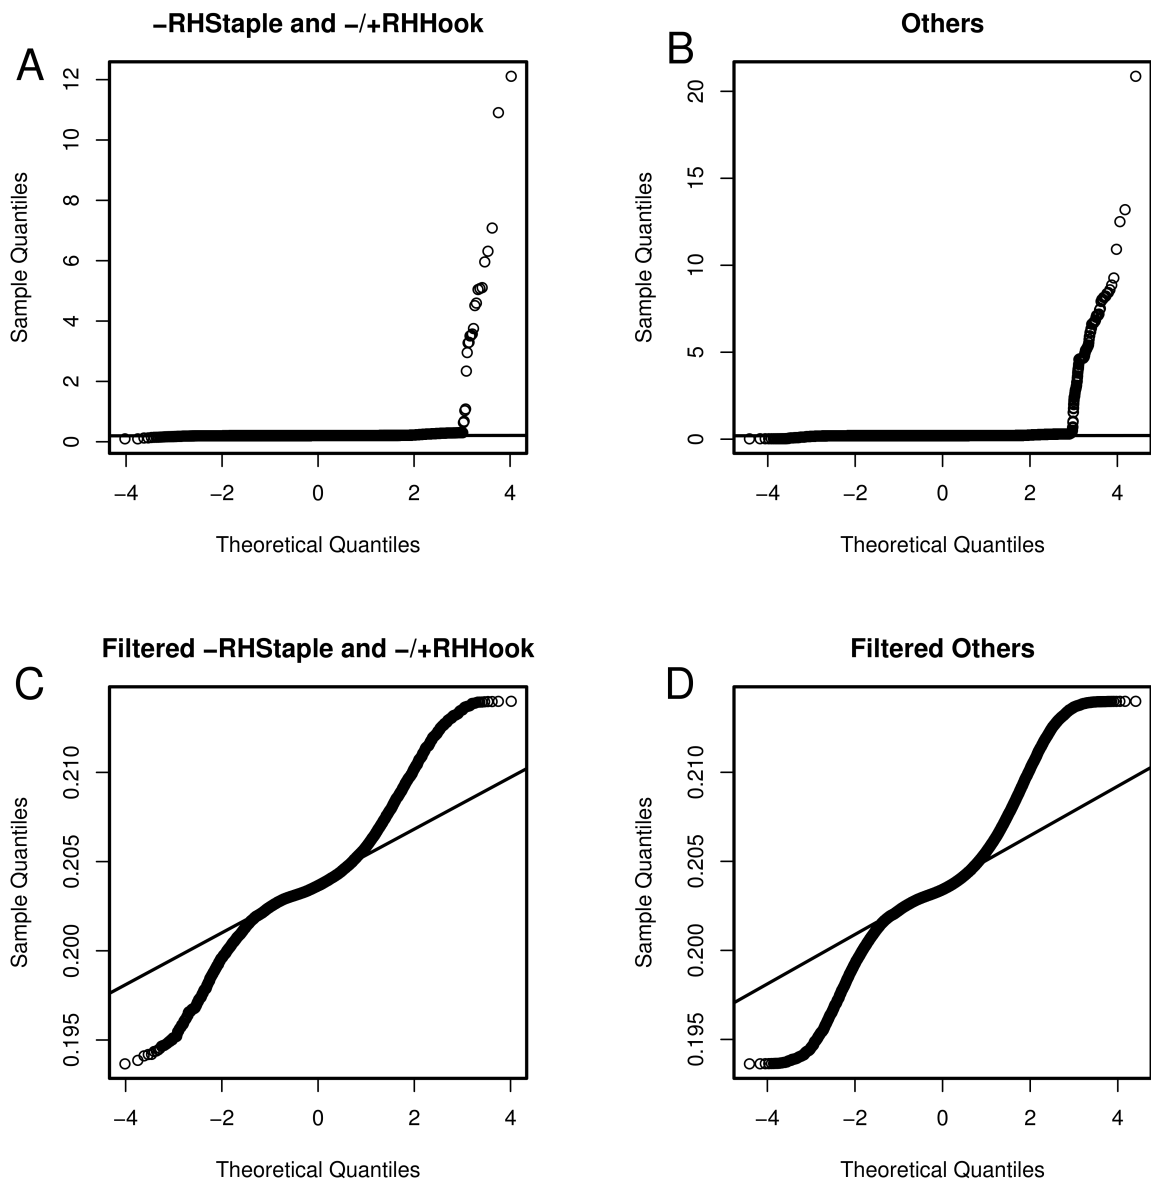 A
−RHStaple and −/+RHHook
Sample Quantiles
0 2 4 6 8 10 12
−4 −2 0 2 4
Theoretical Quantiles
B
Others
Sample Quantiles
0 5 10 15 20
−4 −2 0 2 4
Theoretical Quantiles
C
Filtered −RHStaple and −/+RHHook
Sample Quantiles
0.195 0.200 0.205 0.210
−4 −2 0 2 4
Theoretical Quantiles
D
Filtered Others
Sample Quantiles
0.195 0.200 0.205 0.210
−4 −2 0 2 4
Theoretical Quantiles